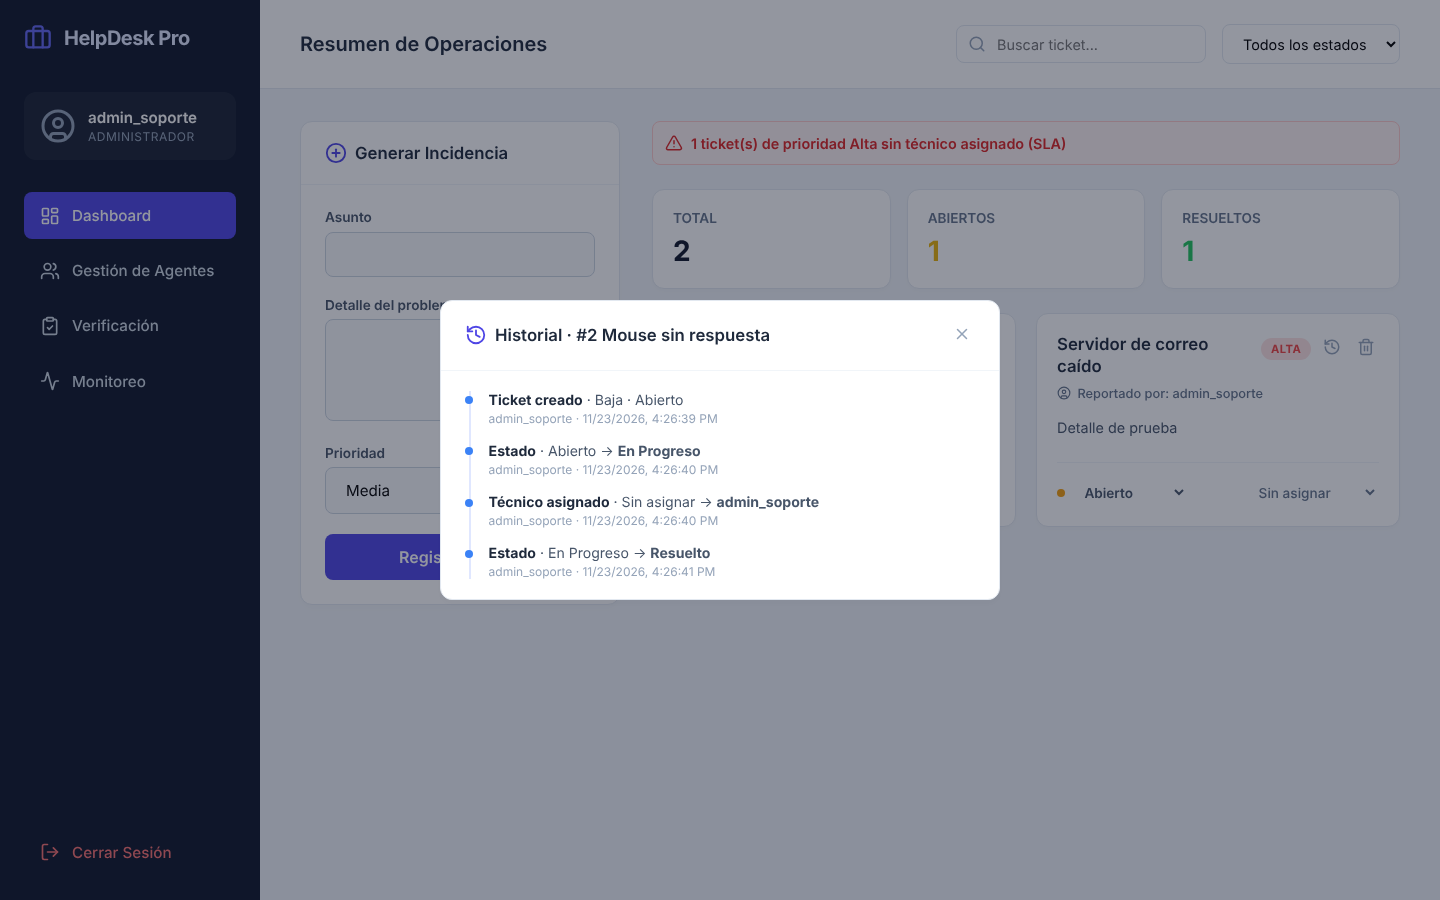 HelpDesk Pro
admin_soporte
ADMINISTRADOR
Dashboard
Gestión de Agentes
Verificación
Monitoreo
Cerrar Sesión
Resumen de Operaciones
Buscar ticket...
Todos los estados
Generar Incidencia
Asunto
Detalle del
Prioridad
Media
1 ticket(s) de prioridad Alta sin técnico asignado (SLA)
TOTAL
2
ABIERTOS
1
RESUELTOS
1
Historial · #2 Mouse sin respuesta
Ticket creado · Baja · Abierto
admin_soporte · 11/23/2026, 4:26:39 PM
Estado · Abierto → En Progreso
admin_soporte · 11/23/2026, 4:26:40 PM
Técnico asignado · Sin asignar → admin_soporte
admin_soporte · 11/23/2026, 4:26:40 PM
Estado · En Progreso → Resuelto
admin_soporte · 11/23/2026, 4:26:41 PM
Servidor de correo
caído
ALTA
Reportado por: admin_soporte
Detalle de prueba
Abierto
Sin asignar